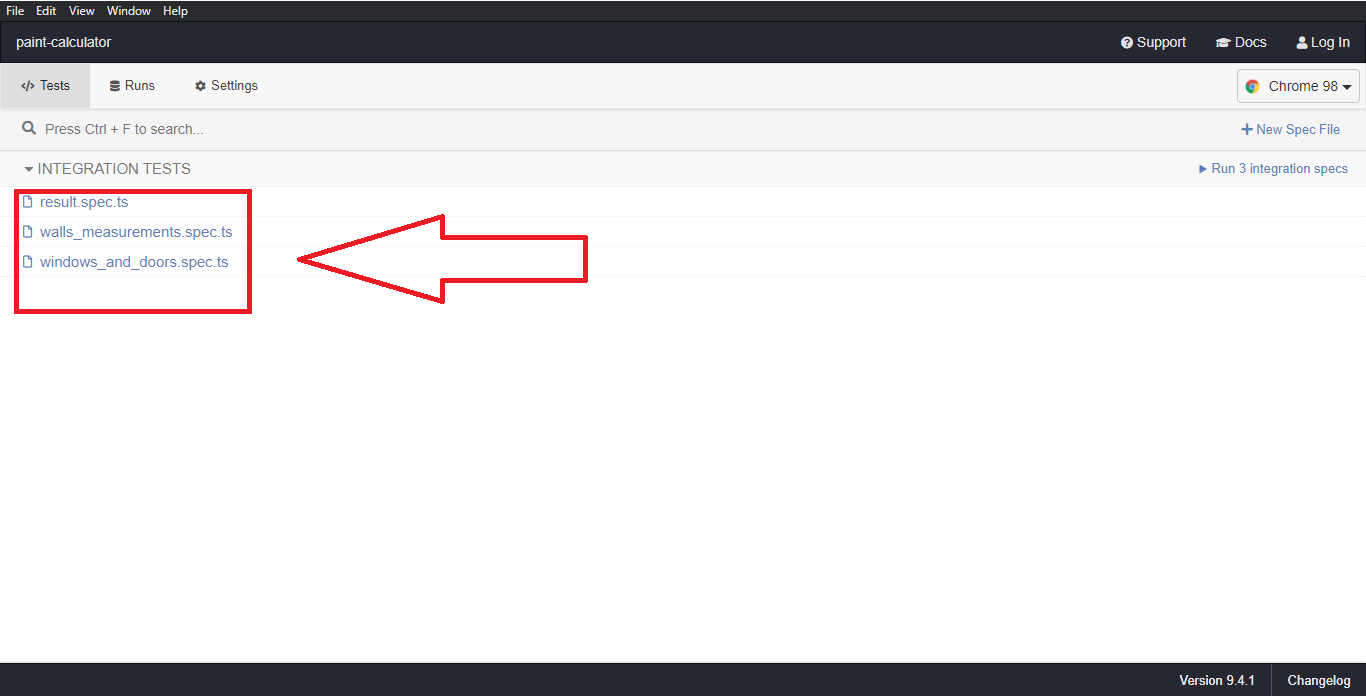 File Edit View Window Help
paint-calculator Support Docs Log In
Tests Runs Settings Chrome 98
Press Ctrl + F to search... New Spec File
INTEGRATION TESTS Run 3 integration specs
result.spec.ts
walls_measurements.spec.ts
windows_and_doors.spec.ts
Version 9.4.1 Changelog